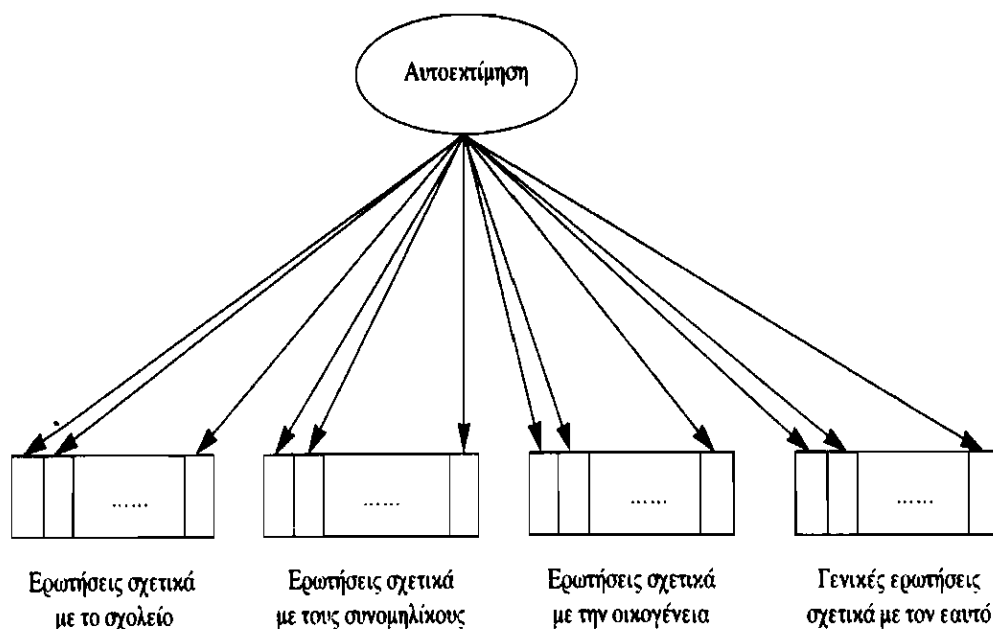 Αυτοεκτίμηση
......
......
......
......
Ερωτήσεις σχετικά
με το σχολείο
Ερωτήσεις σχετικά
με τους συνομηλίκους
Ερωτήσεις σχετικά
με την οικογένεια
Γενικές ερωτήσεις
σχετικά με τον εαυτό